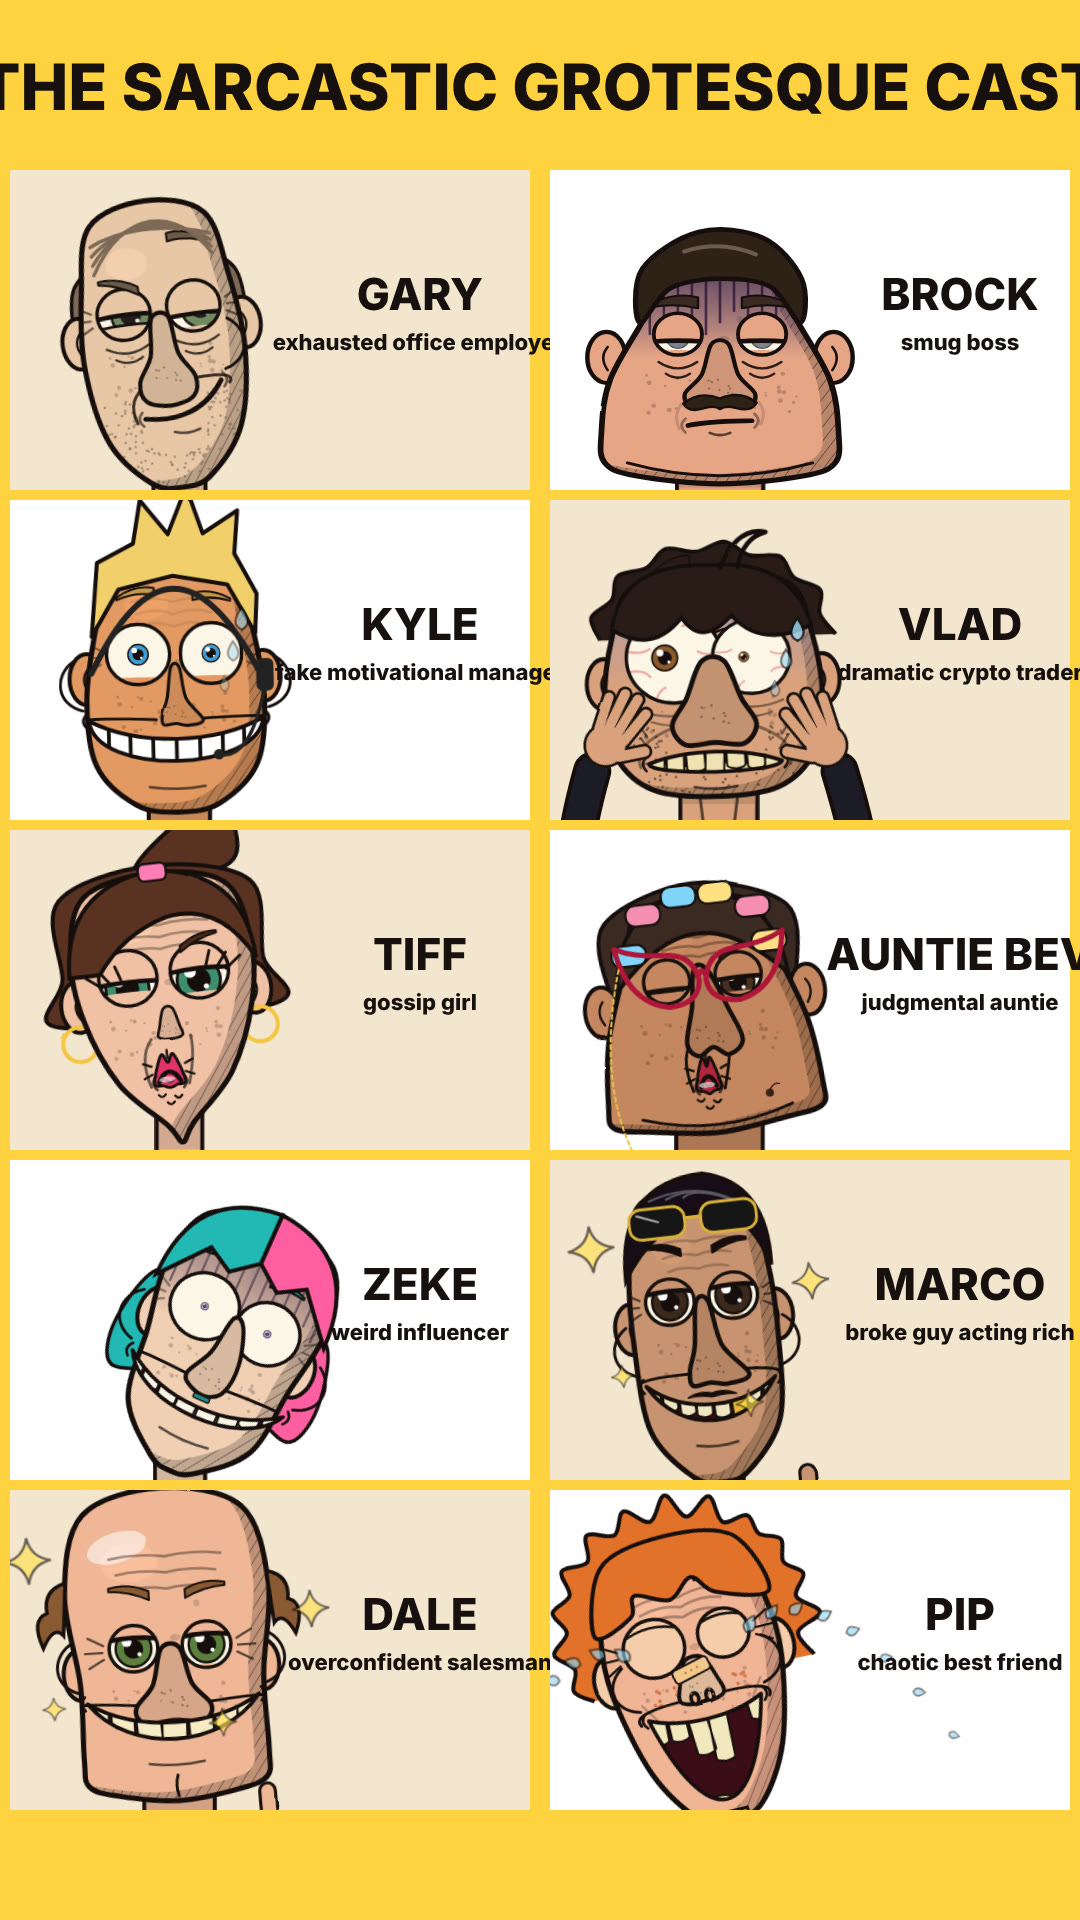 THE SARCASTIC GROTESQUE CAST
GARY
exhausted office employe
BROCK
smug boss
KYLE
fake motivational manage
VLAD
dramatic crypto trader
TIFF
gossip girl
AUNTIE BEV
judgmental auntie
ZEKE
weird influencer
MARCO
broke guy acting rich
DALE
overconfident salesman
PIP
chaotic best friend